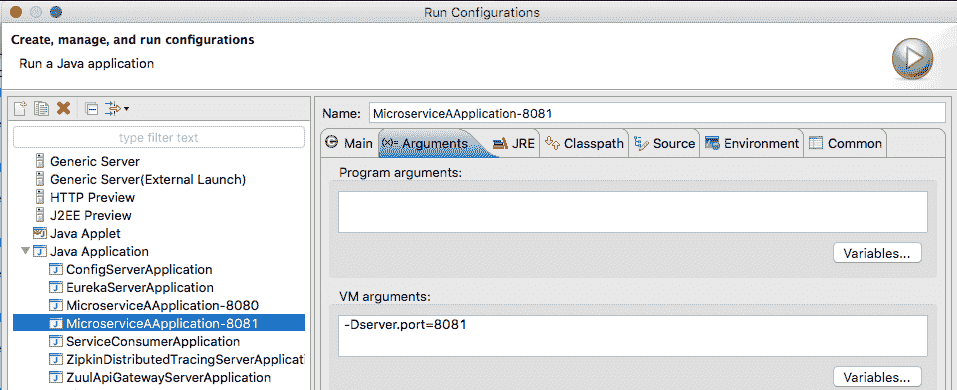 Run Configurations
Create, manage, and run configurations
Run a Java application
type filter text
Generic Server
Generic Server(External Launch)
HTTP Preview
J2EE Preview
Java Applet
Java Application
ConfigServerApplication
EurekaServerApplication
MicroserviceAApplication-8080
MicroserviceAApplication-8081
ServiceConsumerApplication
ZipkinDistributedTracingServerApplicati
ZuulApiGatewayServerApplication
Name: MicroserviceAApplication-8081
Main (x)= Arguments JRE Classpath Source Environment Common
Program arguments:
Variables...
VM arguments:
-Dserver.port=8081
Variables...